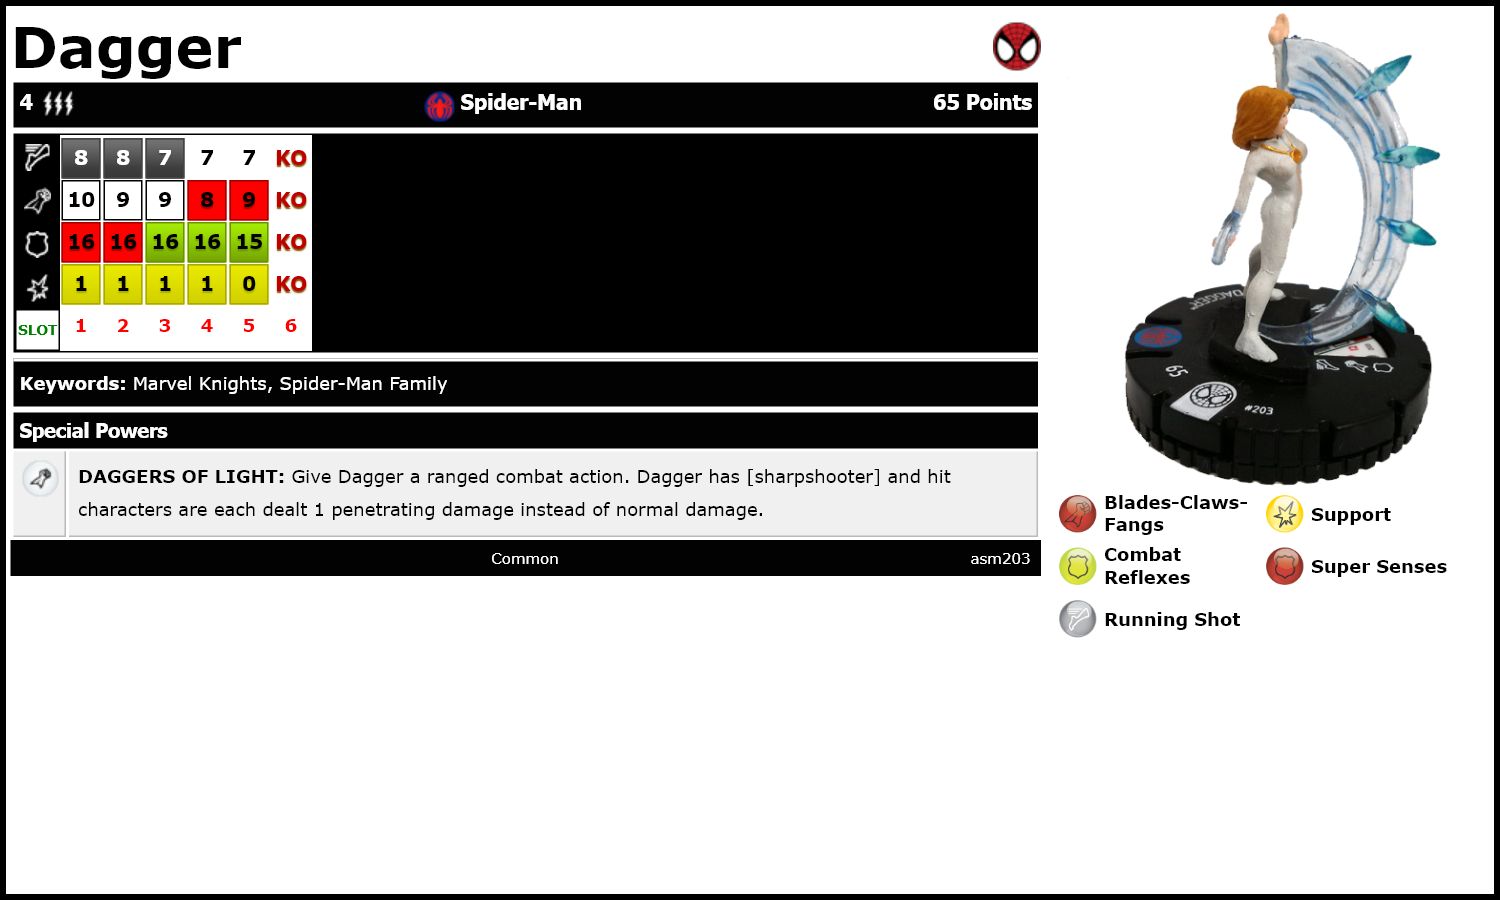 Dagger
4 Spider-Man 65 Points
8 8 7 7 7 KO
10 9 9 8 9 KO
16 16 16 16 15 KO
1 1 1 1 0 KO
SLOT 1 2 3 4 5 6
Keywords: Marvel Knights, Spider-Man Family
Special Powers
DAGGERS OF LIGHT: Give Dagger a ranged combat action. Dagger has [sharpshooter] and hit
characters are each dealt 1 penetrating damage instead of normal damage.
Common asm203
DAGGER
65
#203
Blades-Claws-
Fangs
Support
Combat
Reflexes
Super Senses
Running Shot